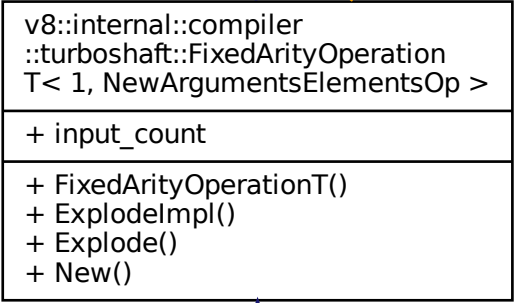 v8::internal::compiler
::turboshaft::FixedArityOperation
T< 1, NewArgumentsElementsOp >
+ input_count
+ FixedArityOperationT()
+ ExplodeImpl()
+ Explode()
+ New()